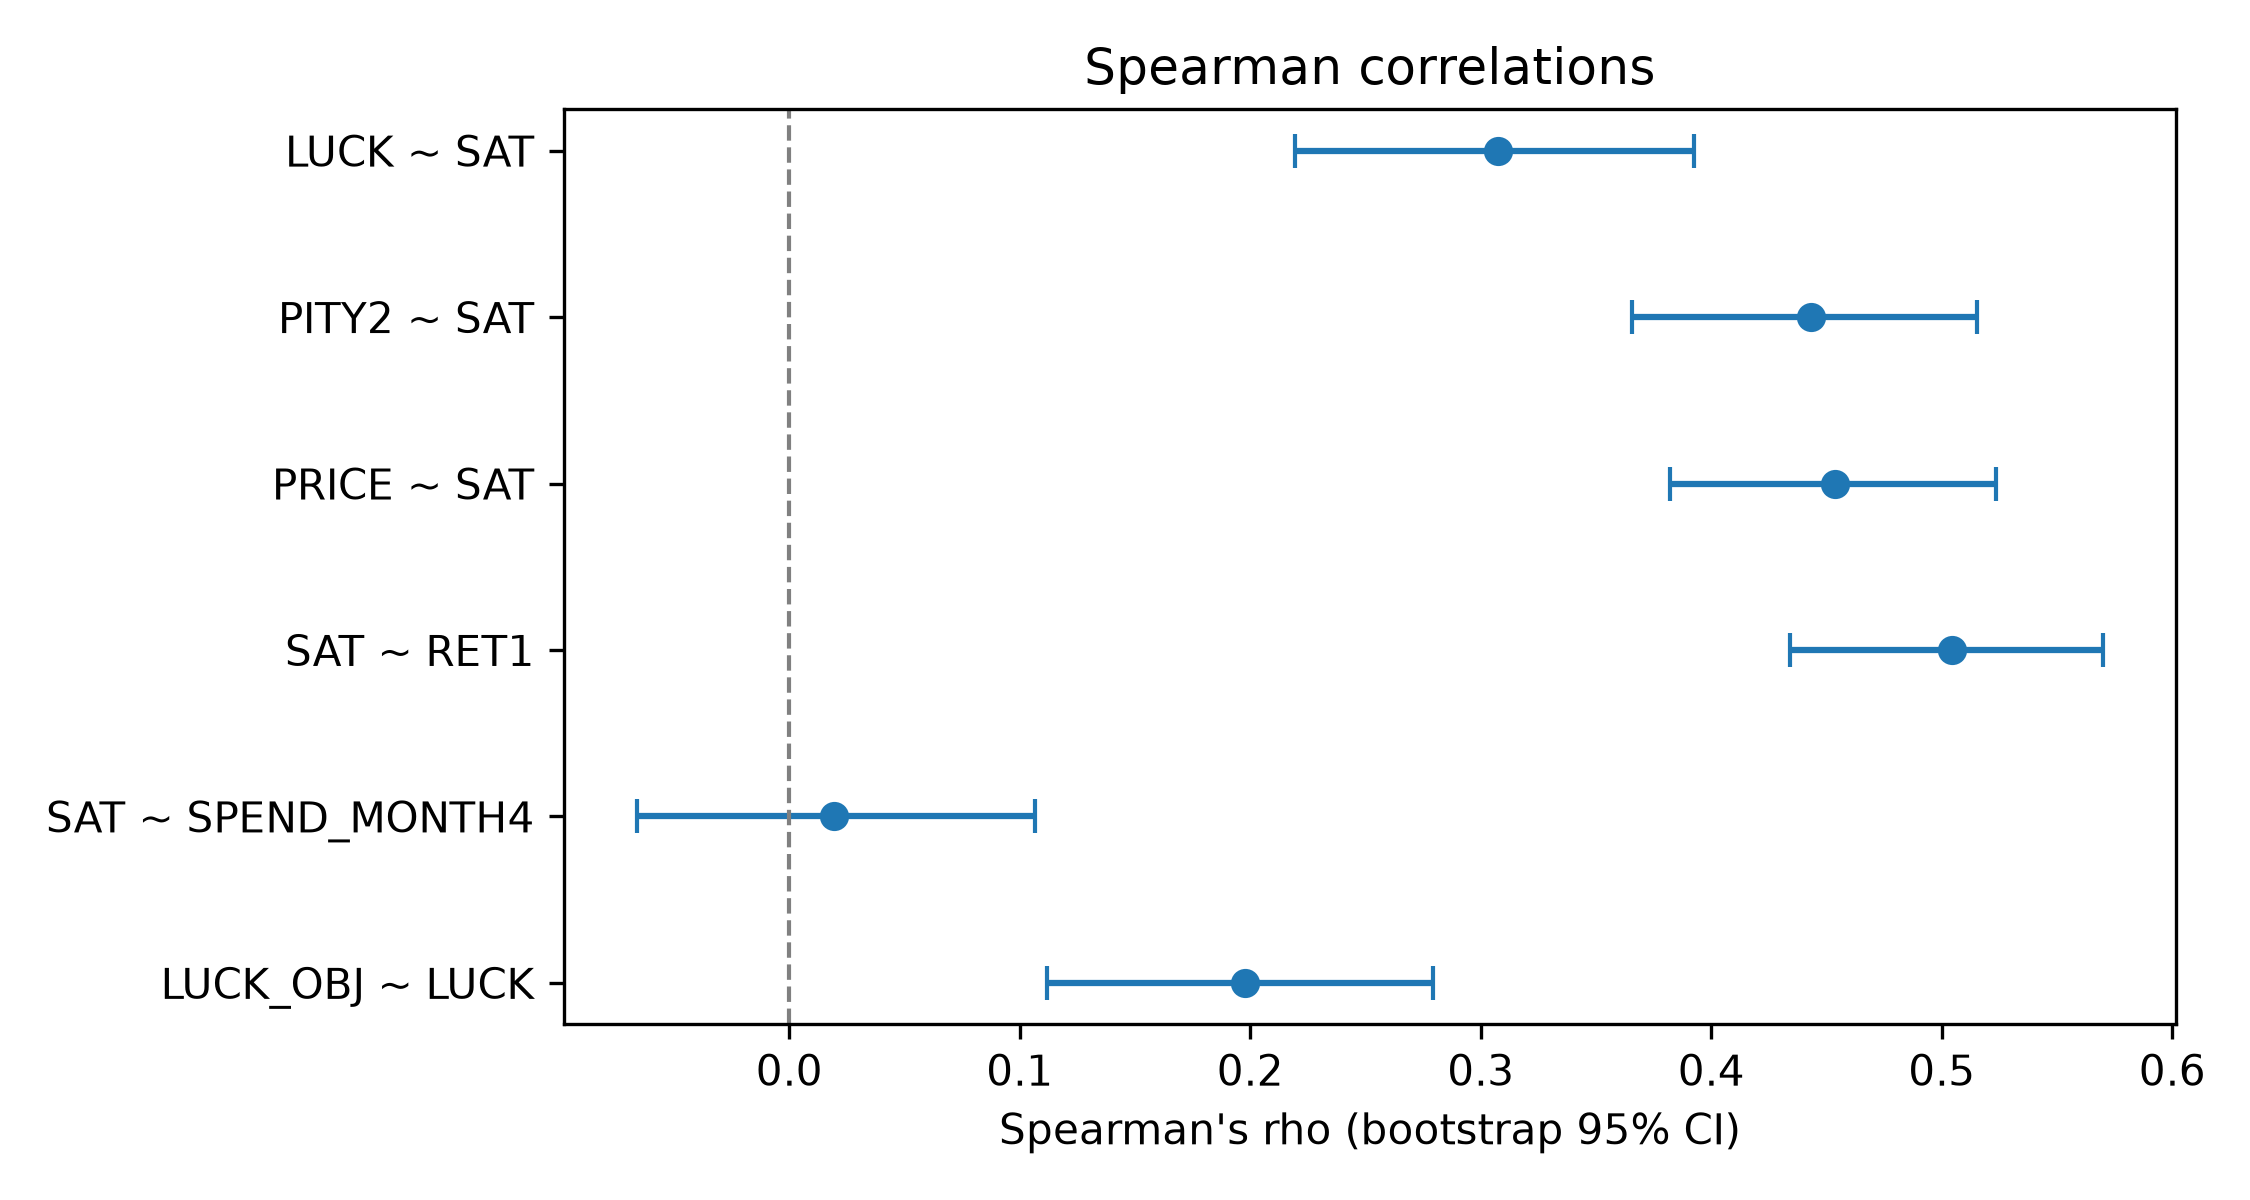 Spearman correlations
LUCK ~ SAT
PITY2 ~ SAT
PRICE ~ SAT
SAT ~ RET1
SAT ~ SPEND_MONTH4
LUCK_OBJ ~ LUCK
0.0 0.1 0.2 0.3 0.4 0.5 0.6
Spearman's rho (bootstrap 95% CI)